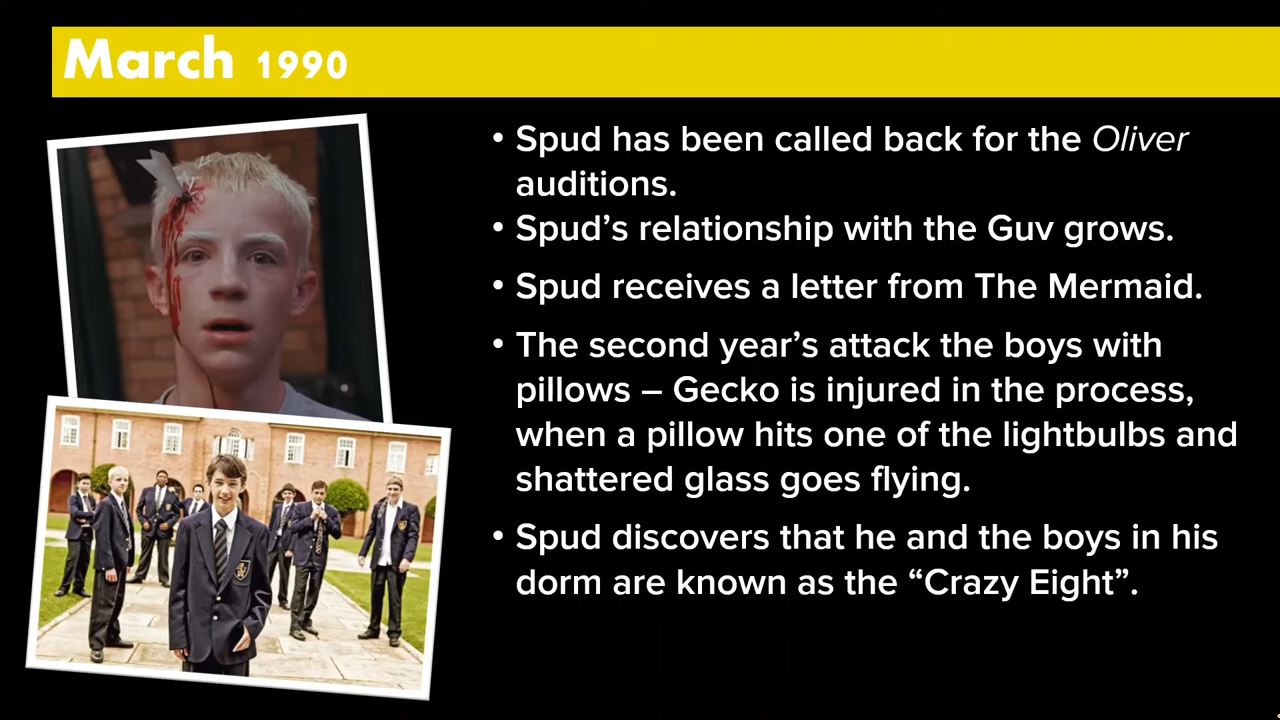 March 1990
• Spud has been called back for the Oliver
auditions.
• Spud’s relationship with the Guv grows.
• Spud receives a letter from The Mermaid.
• The second year’s attack the boys with
pillows – Gecko is injured in the process,
when a pillow hits one of the lightbulbs and
shattered glass goes flying.
• Spud discovers that he and the boys in his
dorm are known as the “Crazy Eight”.